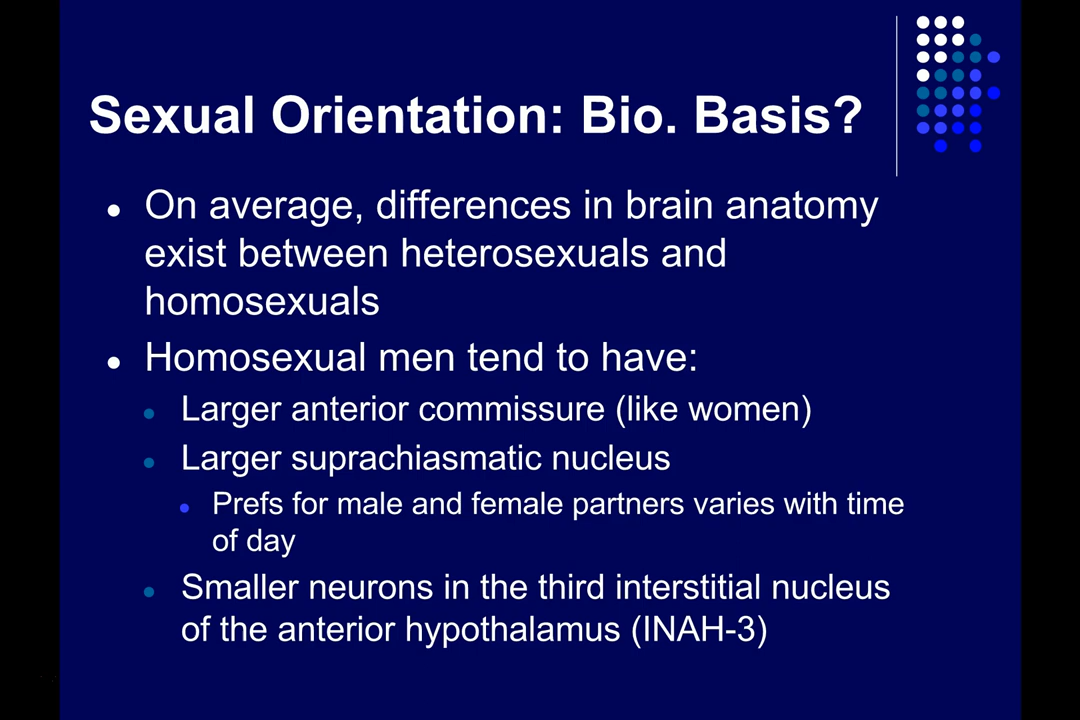 Sexual Orientation: Bio. Basis?
On average, differences in brain anatomy
exist between heterosexuals and
homosexuals
Homosexual men tend to have:
Larger anterior commissure (like women)
Larger suprachiasmatic nucleus
Prefs for male and female partners varies with time
of day
Smaller neurons in the third interstitial nucleus
of the anterior hypothalamus (INAH-3)